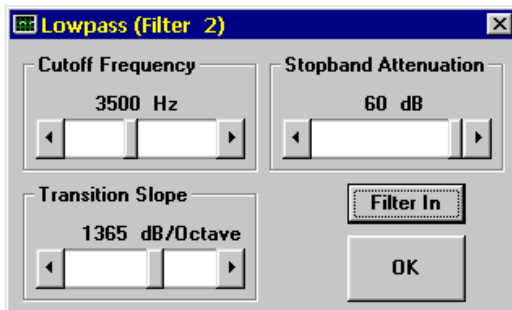 Lowpass (Filter 2)
Cutoff Frequency
3500 Hz
Stopband Attenuation
60 dB
Transition Slope
1365 dB/Octave
Filter In
OK